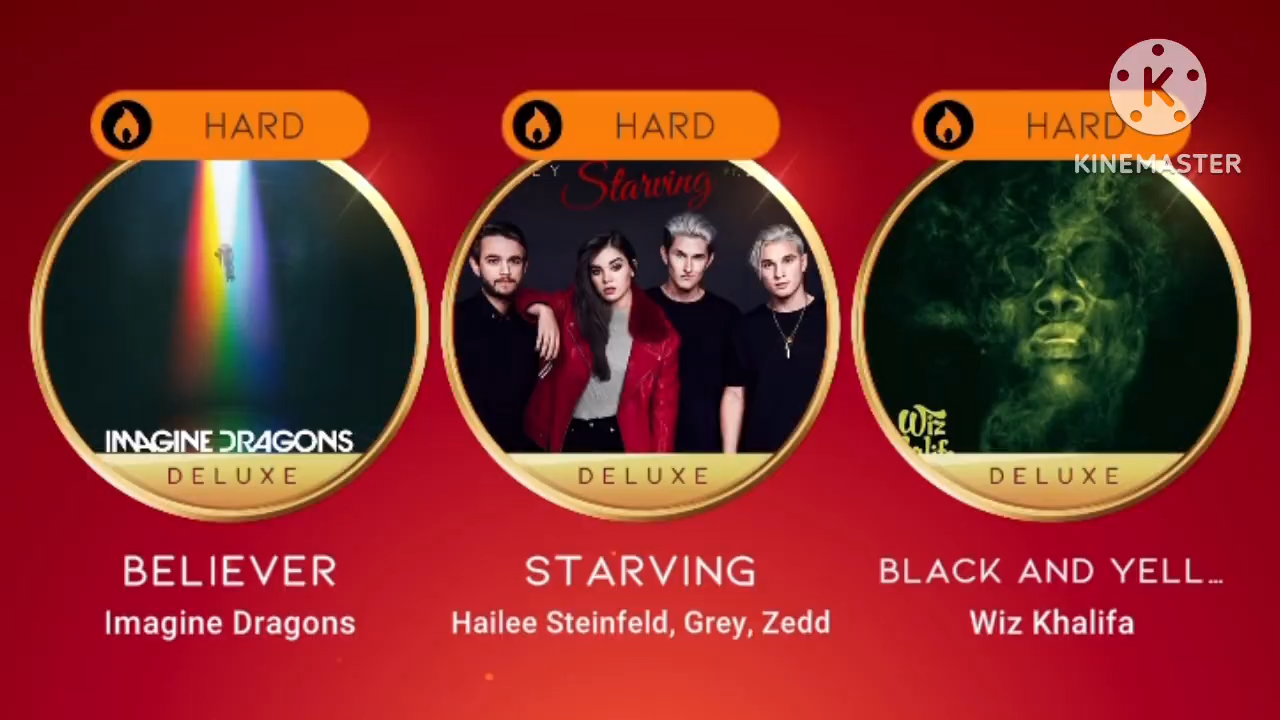 HARD
HARD
HARD
K
KINEMASTER
Starving
IMAGINE DRAGONS
Wiz
DELUXE
DELUXE
DELUXE
BELIEVER
STARVING
BLACK AND YELL...
Imagine Dragons
Hailee Steinfeld, Grey, Zedd
Wiz Khalifa